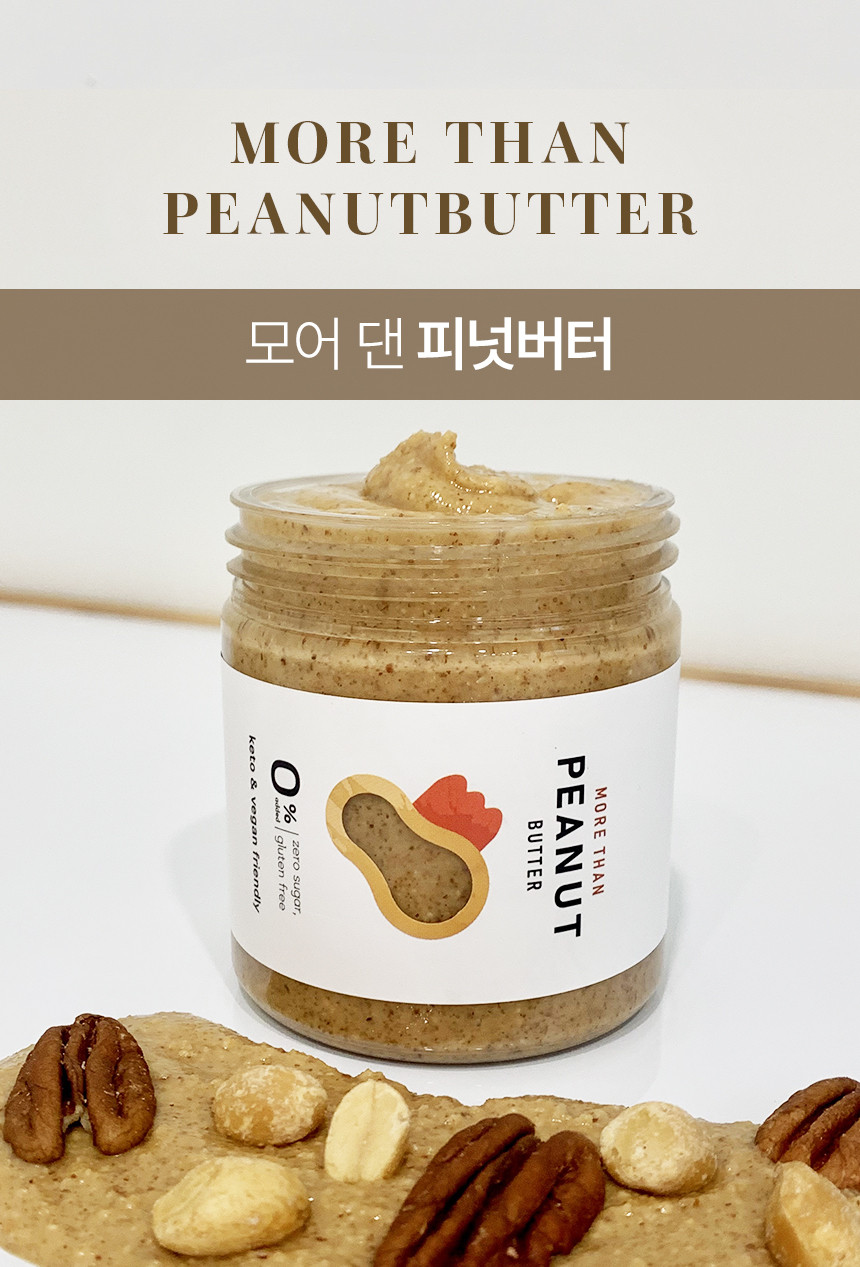 MORE THAN
PEANUTBUTTER
모어 댄 피넛버터
MORE THAN
PEANUT
BUTTER
0% added
zero sugar,
gluten free
keto & vegan friendly